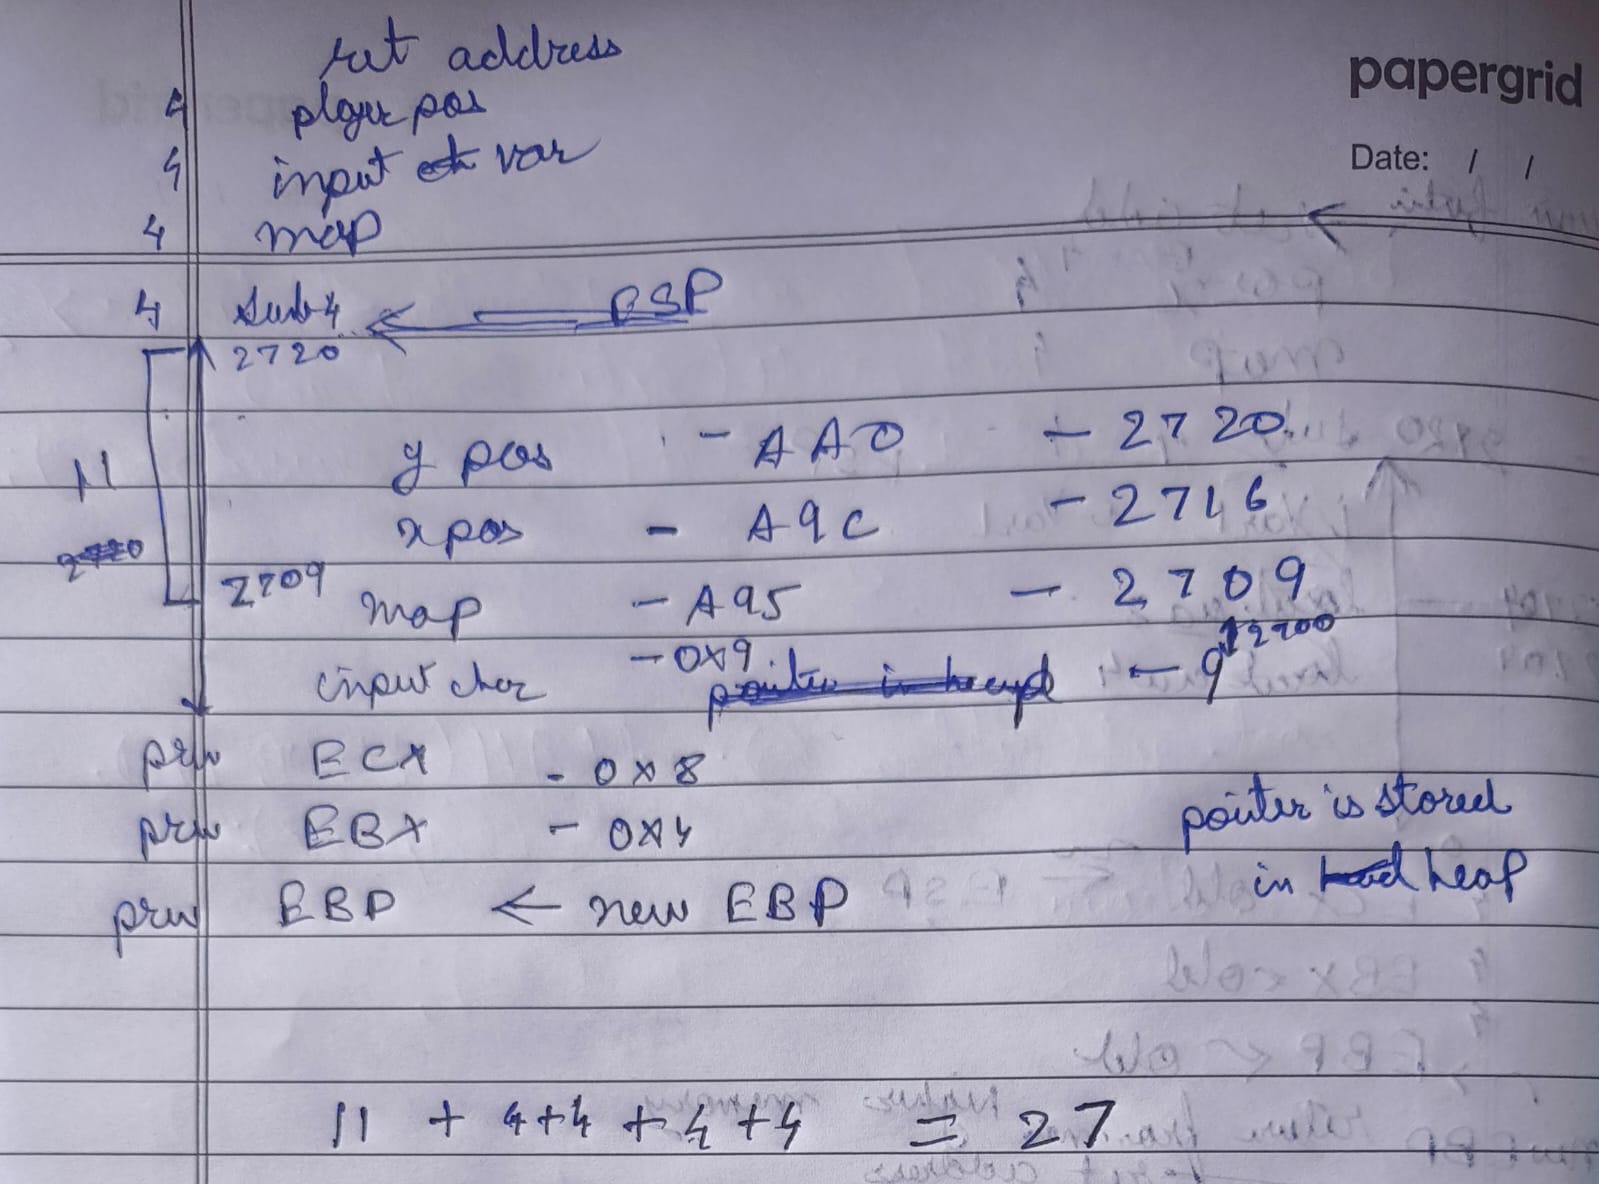 papergrid
Date: / /
ret address
4 player pos
4 input var
4 map
4 sub 4 ← ESP
2720
y pos - AA0 - 2720
11
x pos - A9C - 2716
2709
map - A95 - 2709
input char - 0x9 - 9 2700
prev ECX - 0x8
prev EBX - 0x4
pointer is stored
in heap
prev EBP ← new EBP
11 + 4+4 + 4 +4 = 27